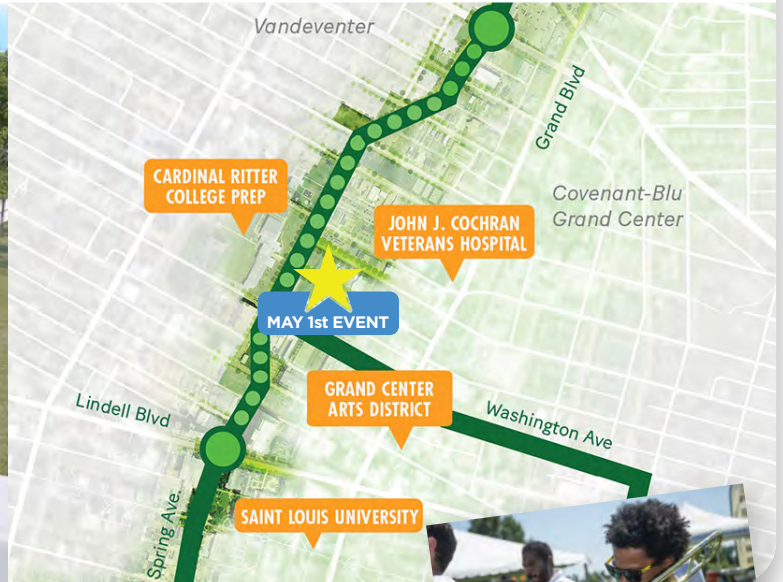 Vandeventer
Grand Blvd
CARDINAL RITTER
COLLEGE PREP
Covenant-Blu
Grand Center
JOHN J. COCHRAN
VETERANS HOSPITAL
MAY 1st EVENT
GRAND CENTER
ARTS DISTRICT
Lindell Blvd
Washington Ave
Spring Ave.
SAINT LOUIS UNIVERSITY